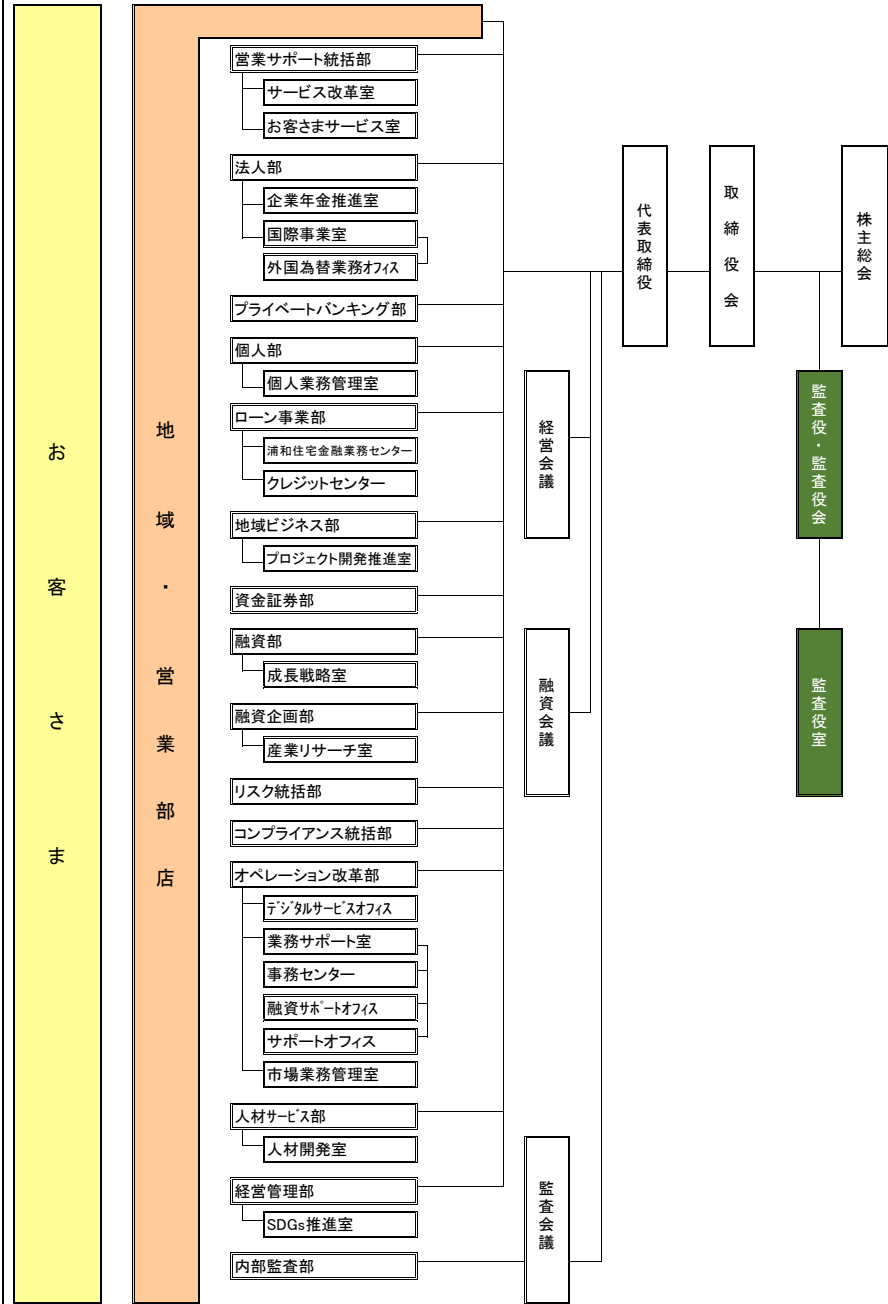 お客さま
地域・営業部店
営業サポート統括部
サービス改革室
お客さまサービス室
法人部
企業年金推進室
国際事業室
外国為替業務オフィス
プライベートバンキング部
個人部
個人業務管理室
ローン事業部
浦和住宅金融業務センター
クレジットセンター
地域ビジネス部
プロジェクト開発推進室
資金証券部
融資部
成長戦略室
融資企画部
産業リサーチ室
リスク統括部
コンプライアンス統括部
オペレーション改革部
デジタルサービスオフィス
業務サポート室
事務センター
融資サポートオフィス
サポートオフィス
市場業務管理室
人材サービス部
人材開発室
経営管理部
SDGs推進室
内部監査部
経営会議
融資会議
監査会議
代表取締役
取締役会
株主総会
監査役・監査役会
監査役室